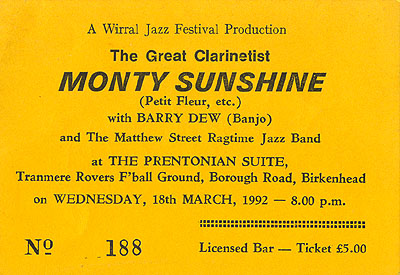 A Wirral Jazz Festival Production
The Great Clarinetist
MONTY SUNSHINE
(Petit Fleur, etc.)
with BARRY DEW (Banjo)
and The Matthew Street Ragtime Jazz Band
at THE PRENTONIAN SUITE,
Tranmere Rovers F'ball Ground, Borough Road, Birkenhead
on WEDNESDAY, 18th MARCH, 1992 — 8.00 p.m.
Nº 188 Licensed Bar — Ticket £5.00